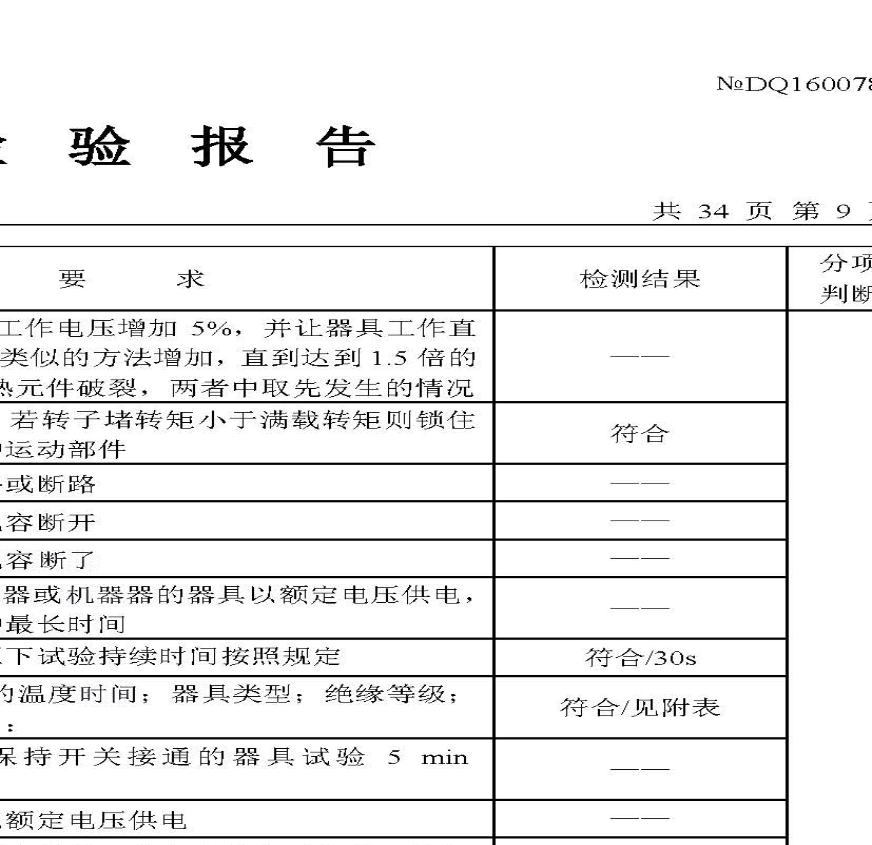 №DQ160078
验 报 告
共 34 页 第 9
要 求
检测结果
分项
判断
工作电压增加 5%，并让器具工作直
类似的方法增加，直到达到 1.5 倍的
热元件破裂，两者中取先发生的情况
——
若转子堵转矩小于满载转矩则锁住
运动部件
符合
或断路
——
容断开
——
容断了
——
器或机器器的器具以额定电压供电，
最长时间
——
下试验持续时间按照规定
符合/30s
的温度时间；器具类型；绝缘等级；
：
符合/见附表
保持开关接通的器具试验 5 min
——
额定电压供电
——